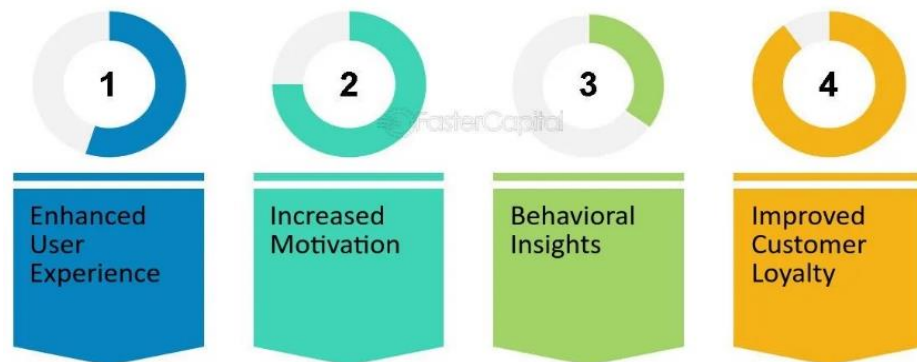 1
2
3
4
FasterCapital
Enhanced
User
Experience
Increased
Motivation
Behavioral
Insights
Improved
Customer
Loyalty